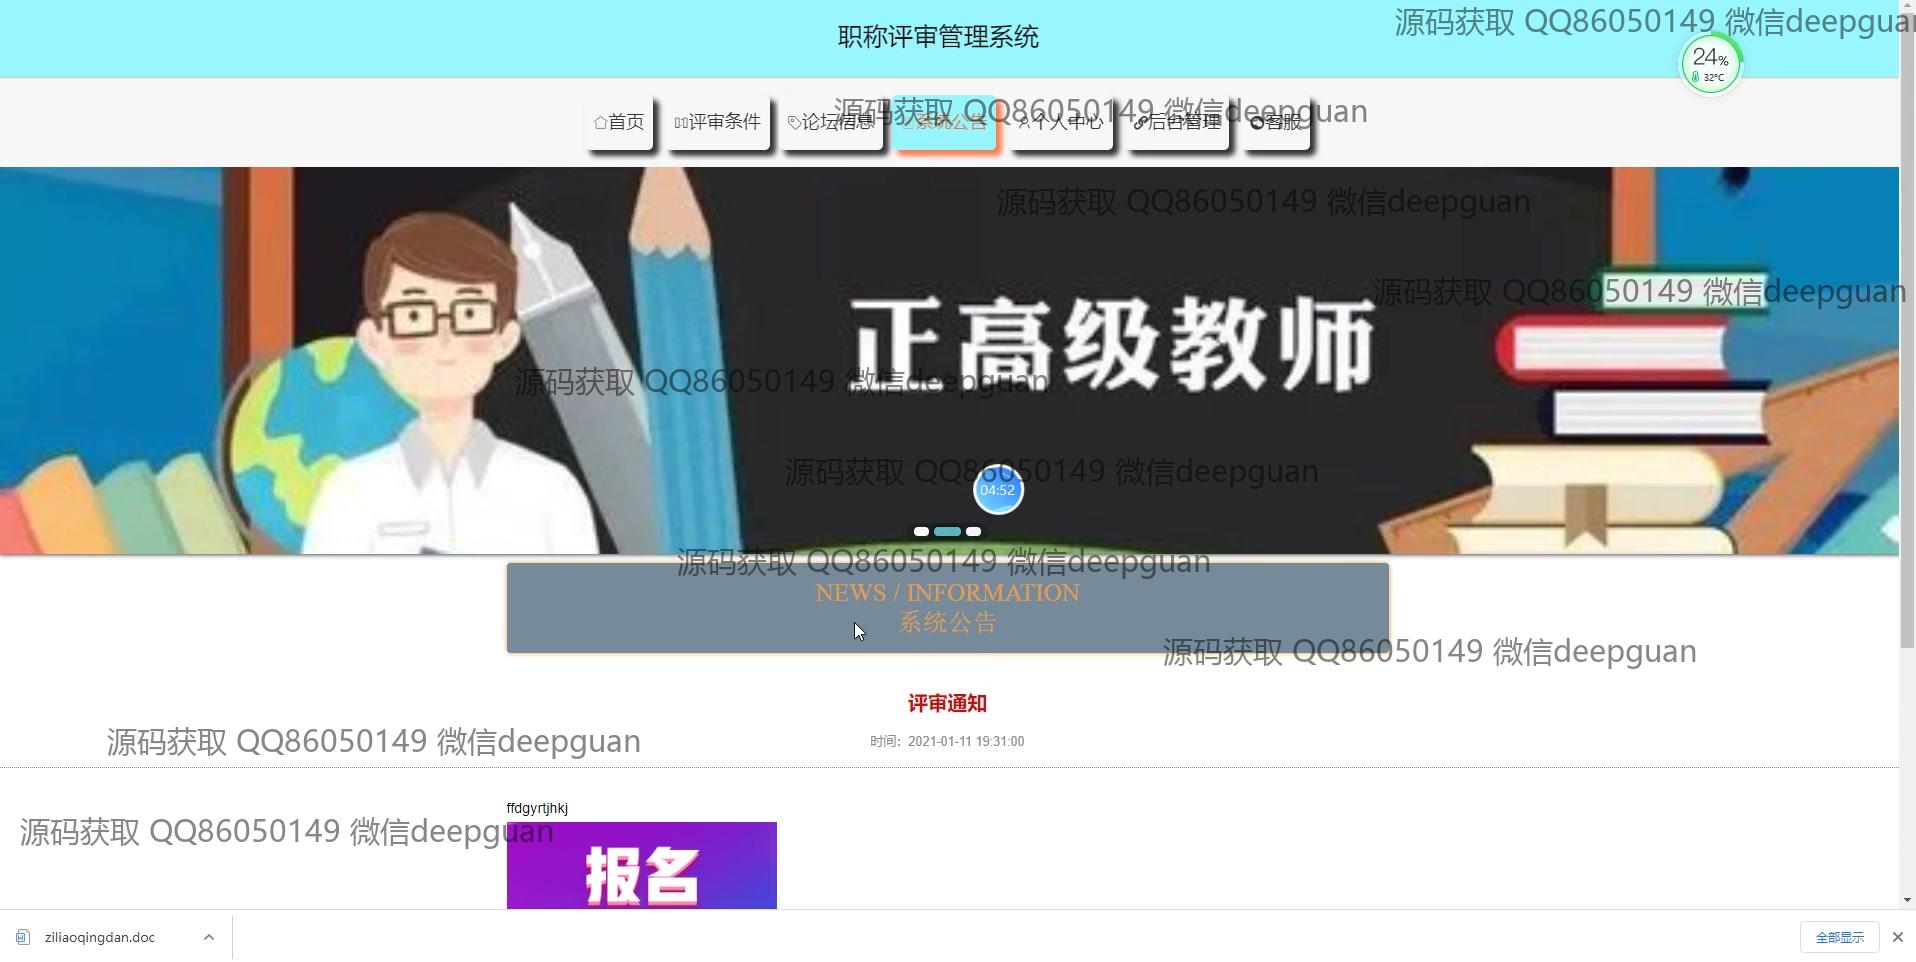 职称评审管理系统
源码获取 QQ86050149 微信deepguan
24%
32°C
首页
评审条件
论坛信息
系统公告
个人中心
后台管理
客服
源码获取 QQ86050149 微信deepguan
源码获取 QQ86050149 微信deepguan
源码获取 QQ86050149 微信deepguan
正高级教师
源码获取 QQ86050149 微信deepguan
源码获取 QQ86050149 微信deepguan
04:52
源码获取 QQ86050149 微信deepguan
NEWS / INFORMATION
系统公告
源码获取 QQ86050149 微信deepguan
评审通知
源码获取 QQ86050149 微信deepguan
时间：2021-01-11 19:31:00
ffdgyrtjhkj
源码获取 QQ86050149 微信deepguan
报名
ziliaoqingdan.doc
全部显示